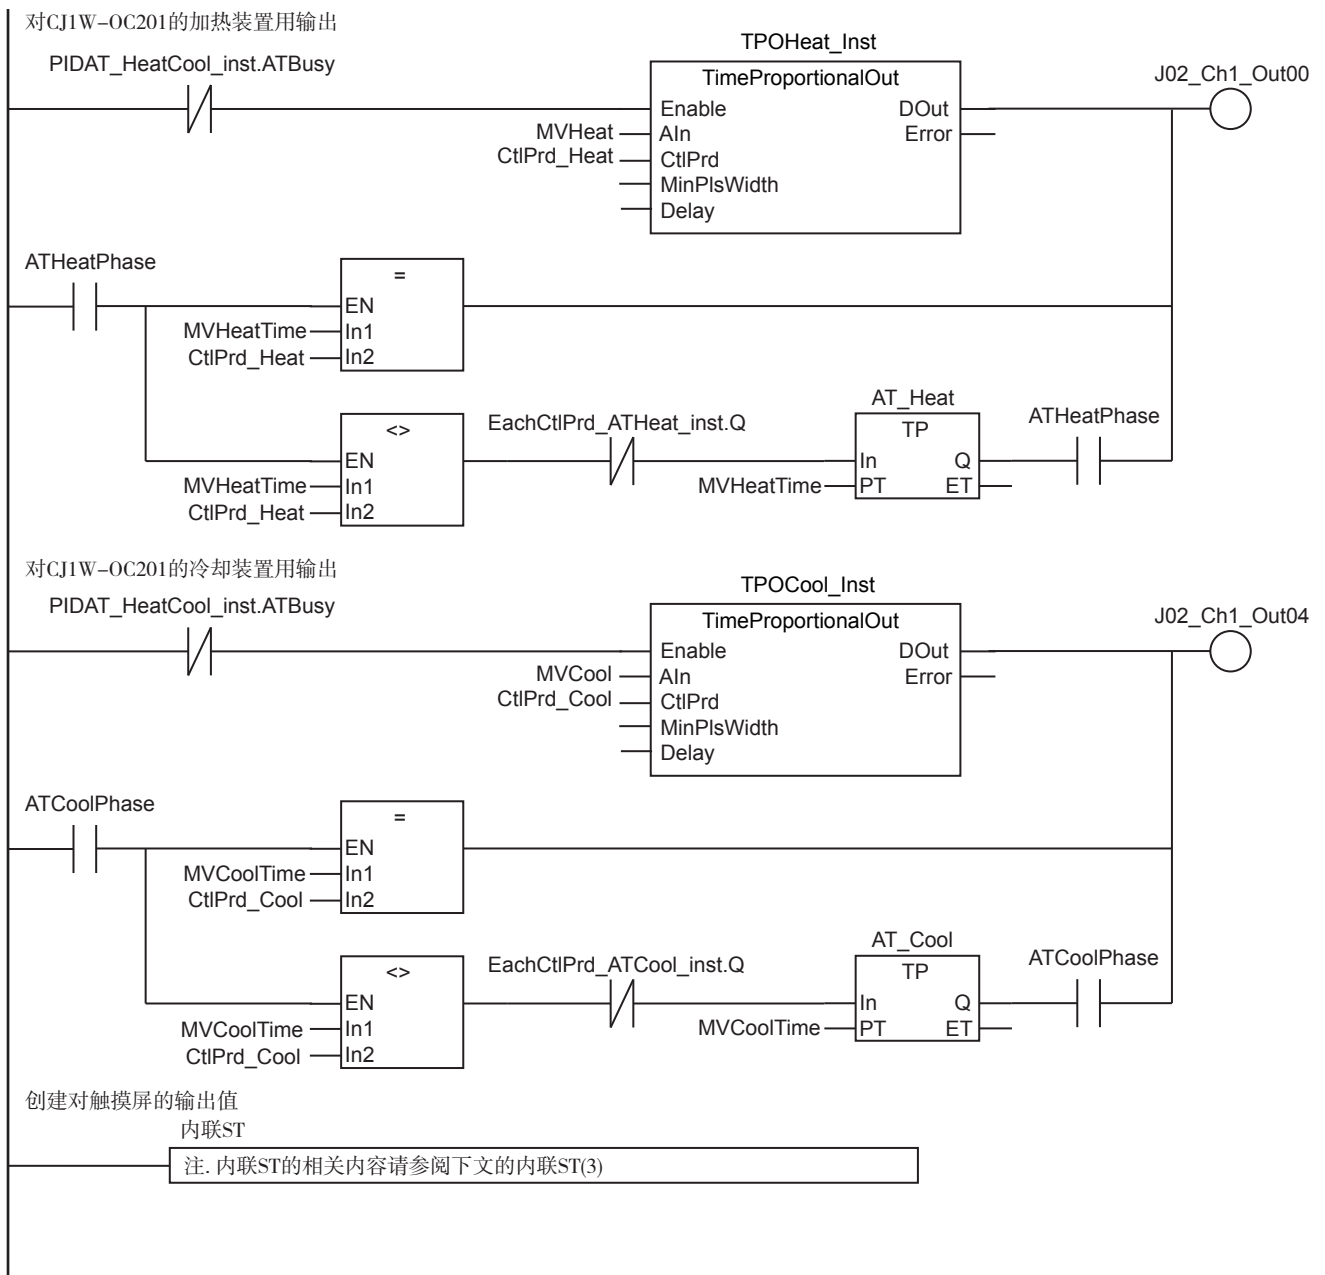 对CJ1W-OC201的加热装置用输出
PIDAT_HeatCool_inst.ATBusy
TPOHeat_Inst
TimeProportionalOut
J02_Ch1_Out00
Enable
DOut
MVHeat
AIn
Error
CtlPrd_Heat
CtlPrd
MinPlsWidth
Delay
ATHeatPhase
=
EN
MVHeatTime
In1
CtlPrd_Heat
In2
<>
EN
MVHeatTime
In1
CtlPrd_Heat
In2
EachCtlPrd_ATHeat_inst.Q
AT_Heat
TP
In
Q
MVHeatTime
PT
ET
ATHeatPhase
对CJ1W-OC201的冷却装置用输出
PIDAT_HeatCool_inst.ATBusy
TPOCool_Inst
TimeProportionalOut
J02_Ch1_Out04
Enable
DOut
MVCool
AIn
Error
CtlPrd_Cool
CtlPrd
MinPlsWidth
Delay
ATCoolPhase
=
EN
MVCoolTime
In1
CtlPrd_Cool
In2
<>
EN
MVCoolTime
In1
CtlPrd_Cool
In2
EachCtlPrd_ATCool_inst.Q
AT_Cool
TP
In
Q
MVCoolTime
PT
ET
ATCoolPhase
创建对触摸屏的输出值
内联ST
注. 内联ST的相关内容请参阅下文的内联ST(3)